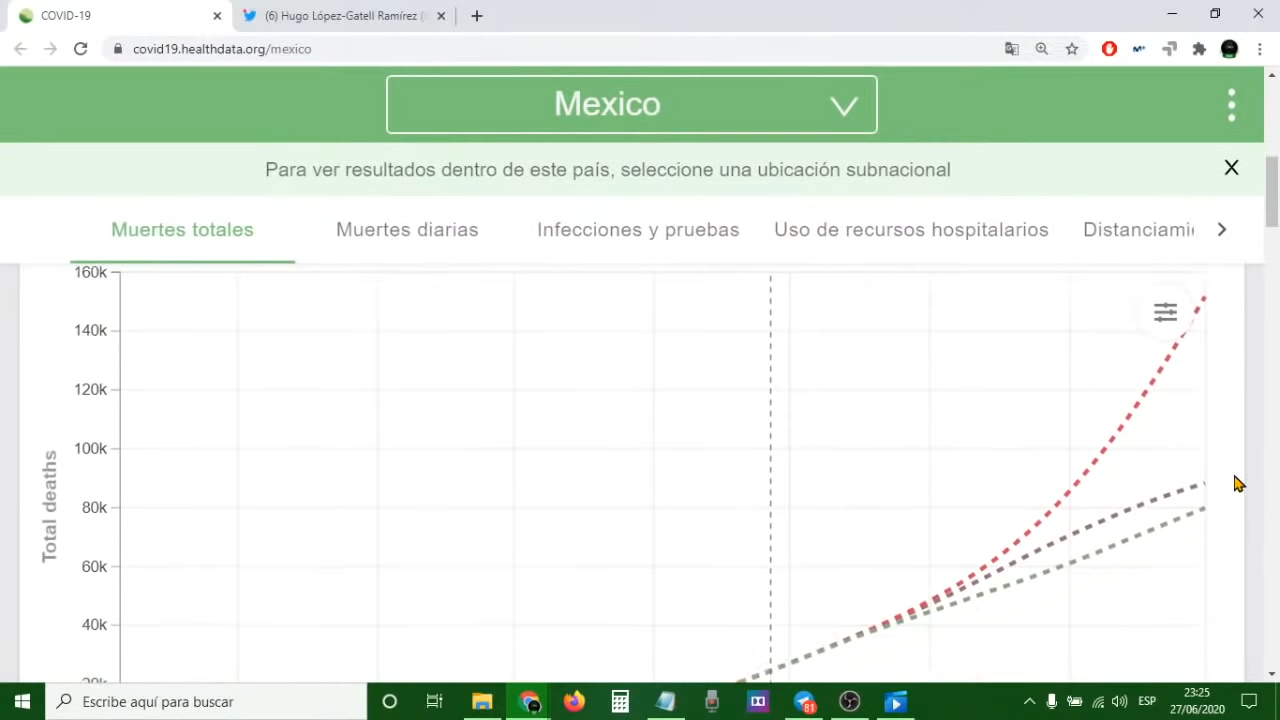 COVID-19
(6) Hugo López-Gatell Ramírez (
covid19.healthdata.org/mexico
Mexico
Para ver resultados dentro de este país, seleccione una ubicación subnacional
Muertes totales
Muertes diarias
Infecciones y pruebas
Uso de recursos hospitalarios
Distanciami
160k
140k
120k
100k
80k
60k
40k
20k
Total deaths
Escribe aquí para buscar
ESP
23:25
27/06/2020